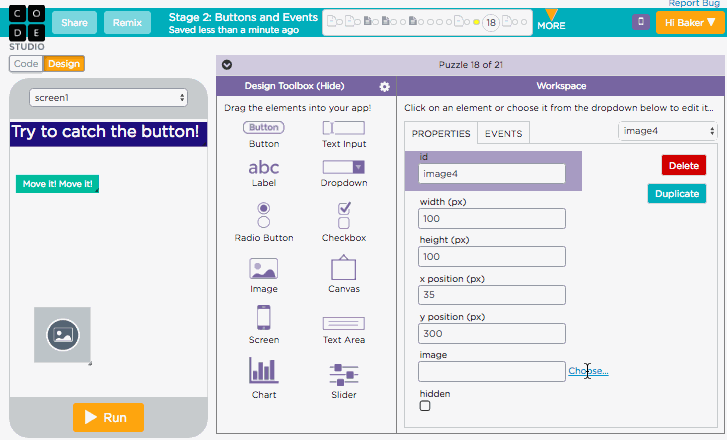 Report Bug
C O
D E
STUDIO
Share
Remix
Stage 2: Buttons and Events
Saved less than a minute ago
18
MORE
Hi Baker ▼
Code
Design
Puzzle 18 of 21
screen1
Try to catch the button!
Move it! Move it!
Run
Design Toolbox (Hide)
Drag the elements into your app!
Button
Button
Text Input
abc
Label
Dropdown
Radio Button
Checkbox
Image
Canvas
Screen
Text Area
Chart
Slider
Workspace
Click on an element or choose it from the dropdown below to edit it...
PROPERTIES
EVENTS
image4
id
image4
Delete
Duplicate
width (px)
100
height (px)
100
x position (px)
35
y position (px)
300
image
Choose...
hidden